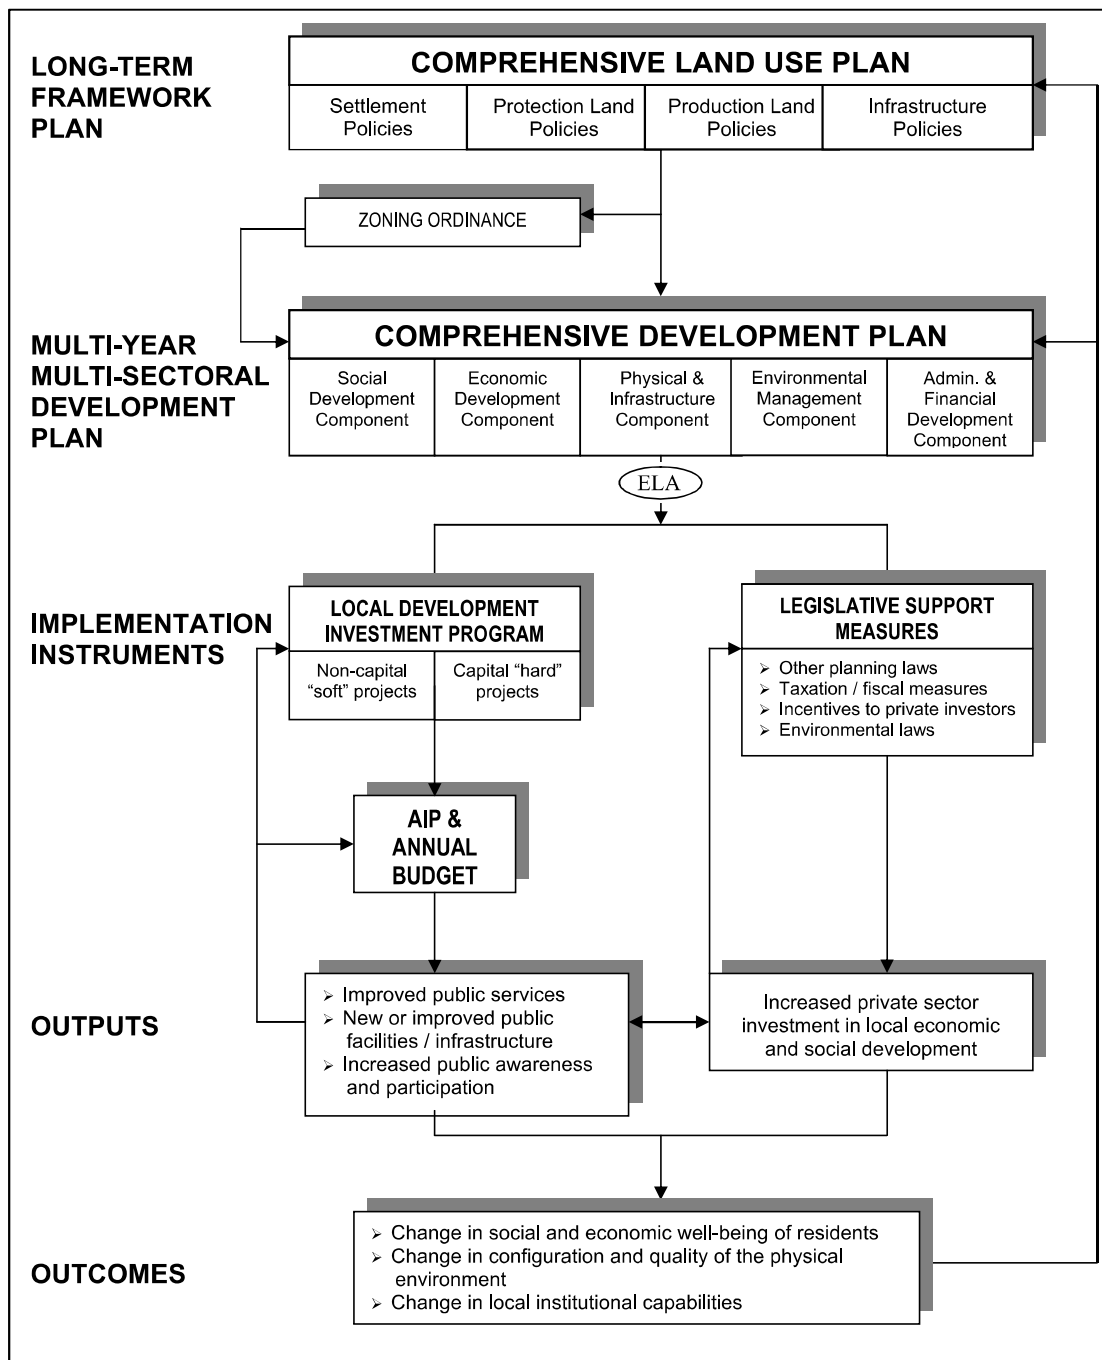 LONG-TERM
FRAMEWORK
PLAN
COMPREHENSIVE LAND USE PLAN
Settlement
Policies
Protection Land
Policies
Production Land
Policies
Infrastructure
Policies
ZONING ORDINANCE
MULTI-YEAR
MULTI-SECTORAL
DEVELOPMENT
PLAN
COMPREHENSIVE DEVELOPMENT PLAN
Social
Development
Component
Economic
Development
Component
Physical &
Infrastructure
Component
Environmental
Management
Component
Admin. &
Financial
Development
Component
ELA
IMPLEMENTATION
INSTRUMENTS
LOCAL DEVELOPMENT
INVESTMENT PROGRAM
Non-capital
“soft” projects
Capital “hard”
projects
LEGISLATIVE SUPPORT
MEASURES
➢ Other planning laws
➢ Taxation / fiscal measures
➢ Incentives to private investors
➢ Environmental laws
AIP &
ANNUAL
BUDGET
OUTPUTS
➢ Improved public services
➢ New or improved public
facilities / infrastructure
➢ Increased public awareness
and participation
Increased private sector
investment in local economic
and social development
OUTCOMES
➢ Change in social and economic well-being of residents
➢ Change in configuration and quality of the physical
environment
➢ Change in local institutional capabilities